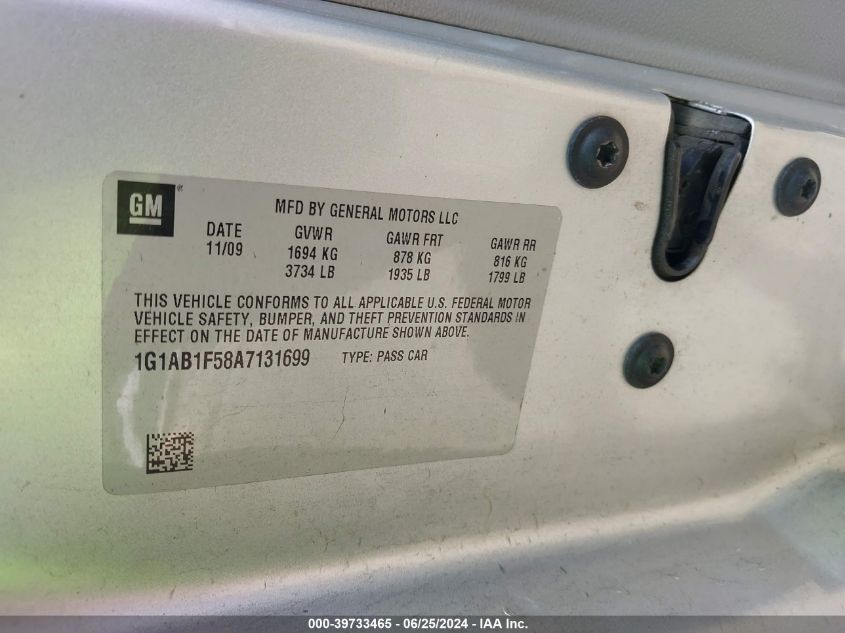 GM®
MFD BY GENERAL MOTORS LLC
DATE GVWR GAWR FRT GAWR RR
11/09 1694 KG 878 KG 816 KG
3734 LB 1935 LB 1799 LB
THIS VEHICLE CONFORMS TO ALL APPLICABLE U.S. FEDERAL MOTOR
VEHICLE SAFETY, BUMPER, AND THEFT PREVENTION STANDARDS IN
EFFECT ON THE DATE OF MANUFACTURE SHOWN ABOVE.
1G1AB1F58A7131699 TYPE: PASS CAR
000-39733465 - 06/25/2024 - IAA Inc.